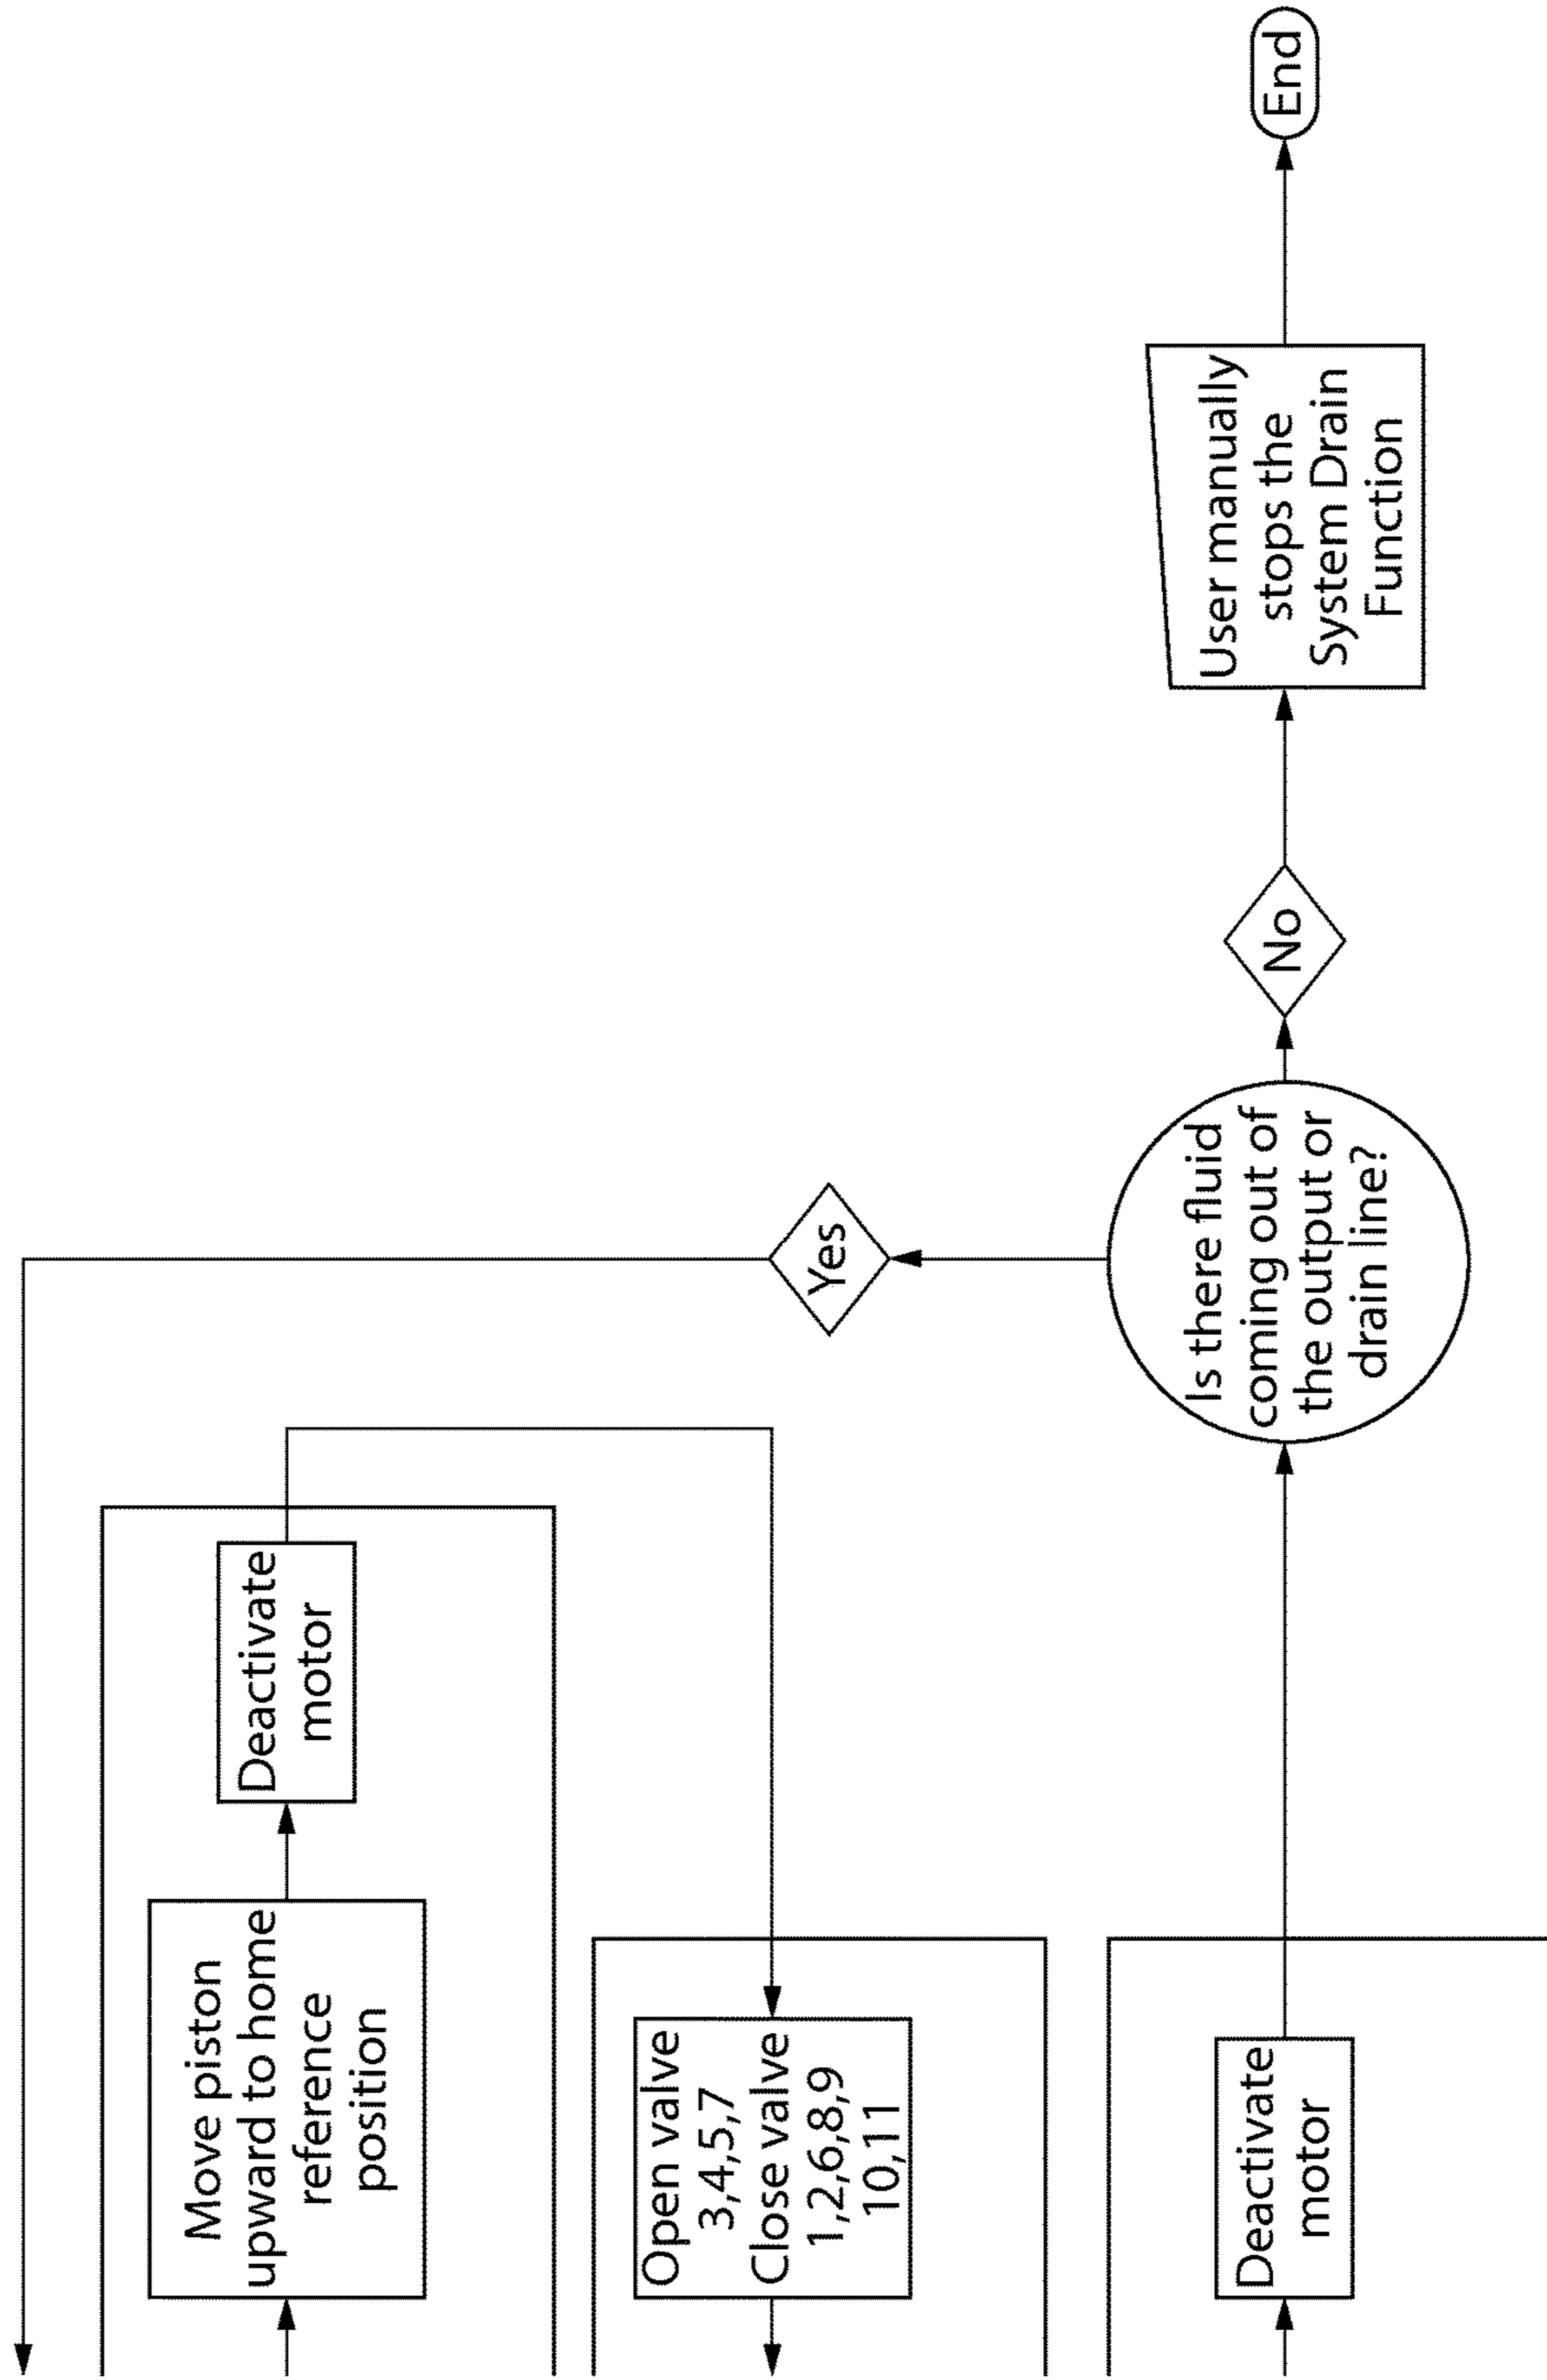 Move piston
upward to home
reference
position
Deactivate
motor
Open valve
3,4,5,7
Close valve
1,2,6,8,9
10,11
Yes
Deactivate
motor
Is there fluid
coming out of
the output or
drain line?
No
User manually
stops the
System Drain
Function
End